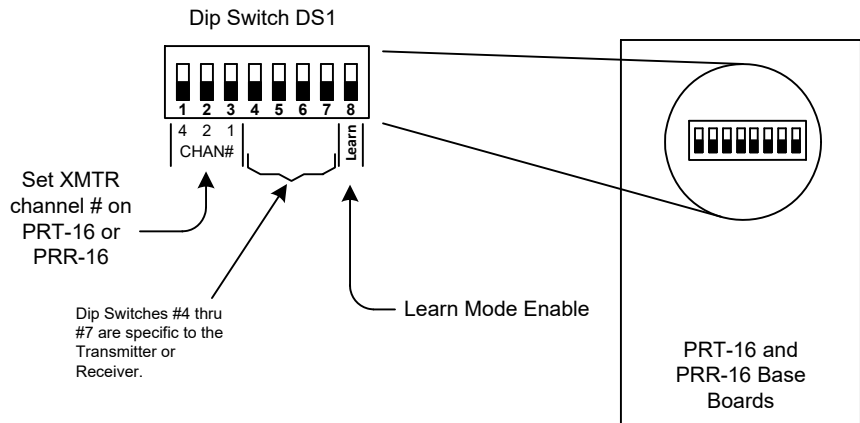 Dip Switch DS1
1 2 3 4 5 6 7 8
4 2 1
CHAN#
Learn
Set XMTR
channel # on
PRT-16 or
PRR-16
Dip Switches #4 thru
#7 are specific to the
Transmitter or
Receiver.
Learn Mode Enable
PRT-16 and
PRR-16 Base
Boards